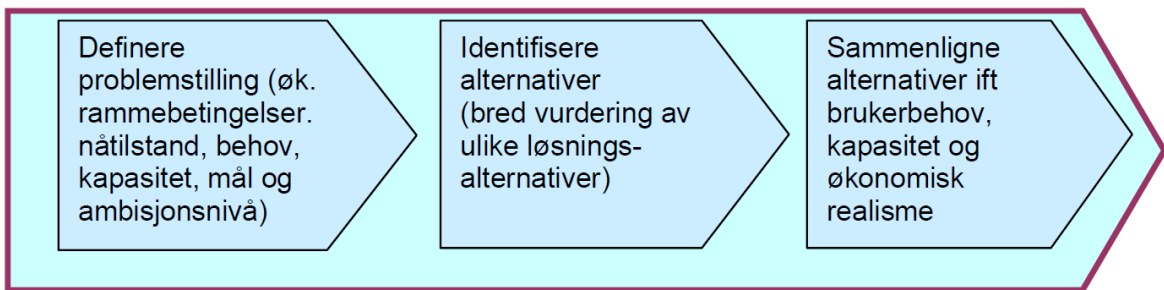 Definere
problemstilling (øk.
rammebetingelser.
nåtilstand, behov,
kapasitet, mål og
ambisjonsnivå)
Identifisere
alternativer
(bred vurdering av
ulike løsnings-
alternativer)
Sammenligne
alternativer ift
brukerbehov,
kapasitet og
økonomisk
realisme